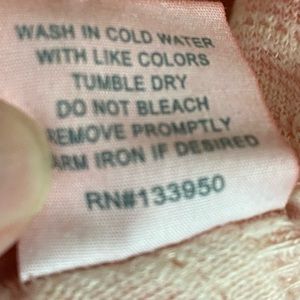 WASH IN COLD WATER
WITH LIKE COLORS
TUMBLE DRY
DO NOT BLEACH
REMOVE PROMPTLY
WARM IRON IF DESIRED
RN#133950